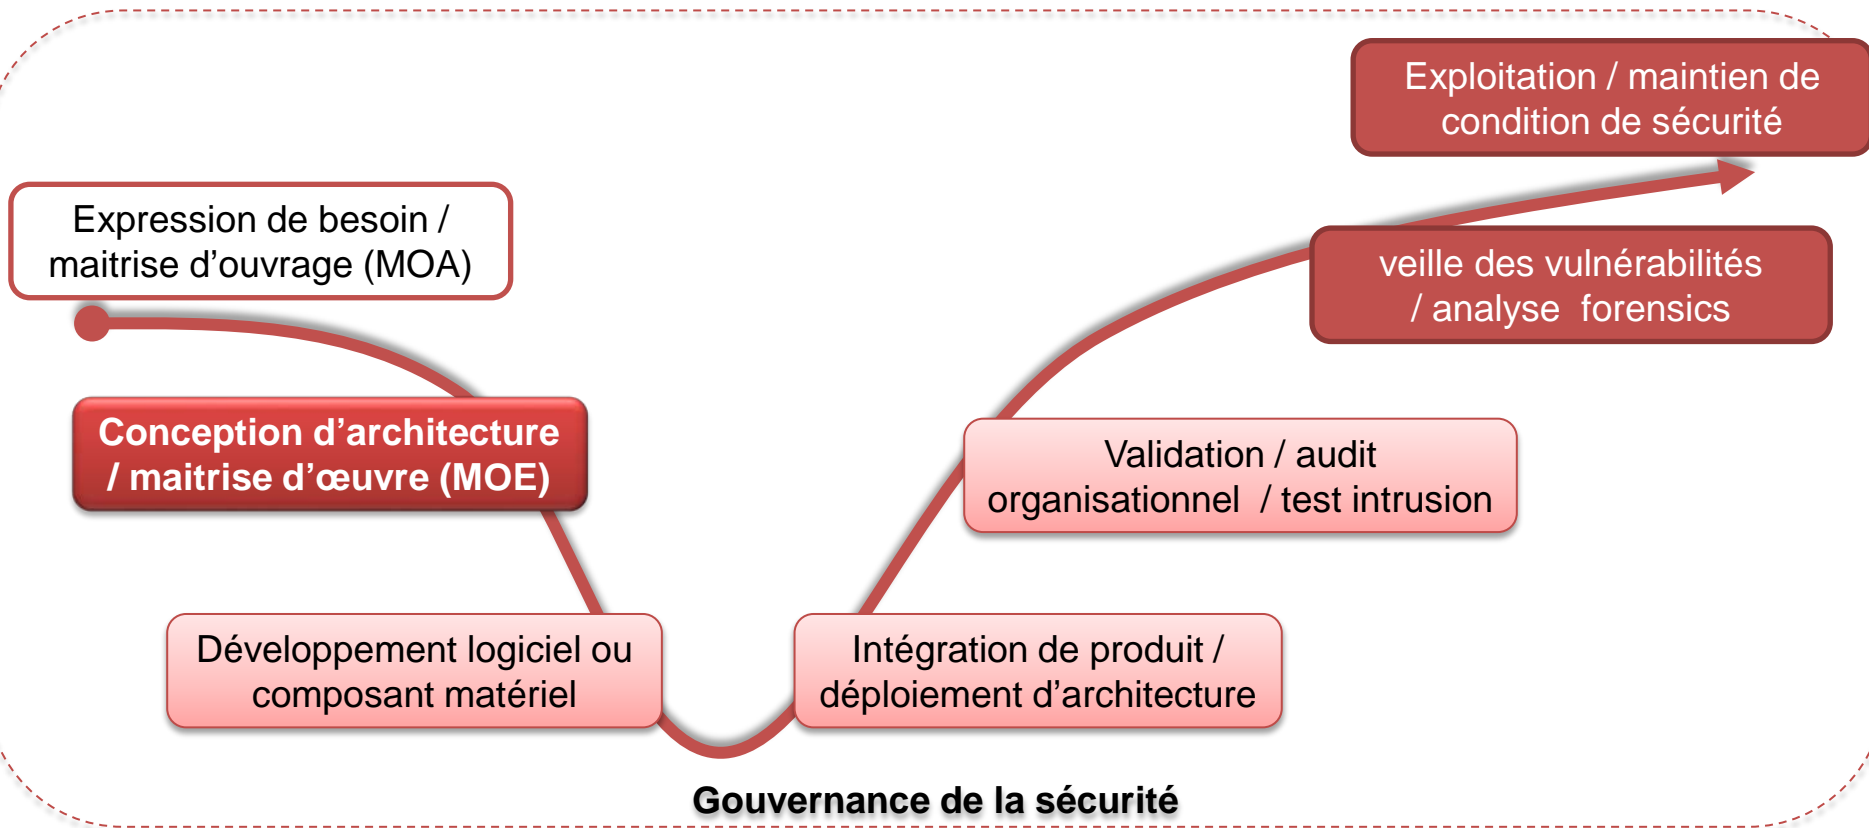 Exploitation / maintien de
condition de sécurité
Expression de besoin /
maitrise d’ouvrage (MOA)
veille des vulnérabilités
/ analyse  forensics
Conception d’architecture
/ maitrise d’œuvre (MOE)
Validation / audit
organisationnel  / test intrusion
Développement logiciel ou
composant matériel
Intégration de produit /
déploiement d’architecture
Gouvernance de la sécurité